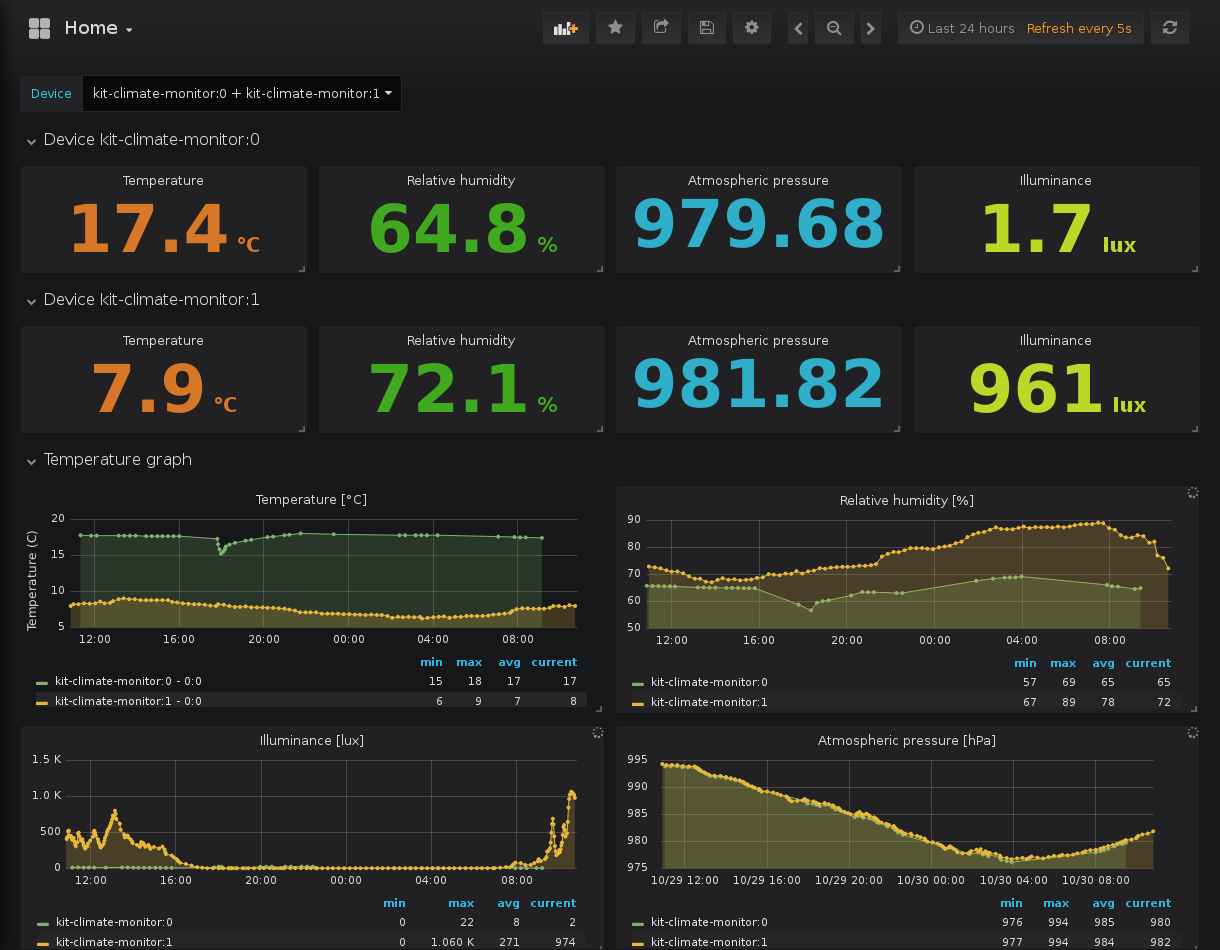 Home
Last 24 hours Refresh every 5s
Device kit-climate-monitor:0 + kit-climate-monitor:1
Device kit-climate-monitor:0
Temperature Relative humidity Atmospheric pressure Illuminance
17.4 °C 64.8 % 979.68 1.7 lux
Device kit-climate-monitor:1
Temperature Relative humidity Atmospheric pressure Illuminance
7.9 °C 72.1 % 981.82 961 lux
Temperature graph
Temperature [°C]
Temperature (C)
20
15
10
5
12:00 16:00 20:00 00:00 04:00 08:00
min max avg current
kit-climate-monitor:0 - 0:0 15 18 17 17
kit-climate-monitor:1 - 0:0 6 9 7 8
Relative humidity [%]
90
80
70
60
50
12:00 16:00 20:00 00:00 04:00 08:00
min max avg current
kit-climate-monitor:0 57 69 65 65
kit-climate-monitor:1 67 89 78 72
Illuminance [lux]
1.5 K
1.0 K
500
0
12:00 16:00 20:00 00:00 04:00 08:00
min max avg current
kit-climate-monitor:0 0 22 8 2
kit-climate-monitor:1 0 1.060 K 271 974
Atmospheric pressure [hPa]
995
990
985
980
975
10/29 12:00 10/29 16:00 10/29 20:00 10/30 00:00 10/30 04:00 10/30 08:00
min max avg current
kit-climate-monitor:0 976 994 985 980
kit-climate-monitor:1 977 994 984 982